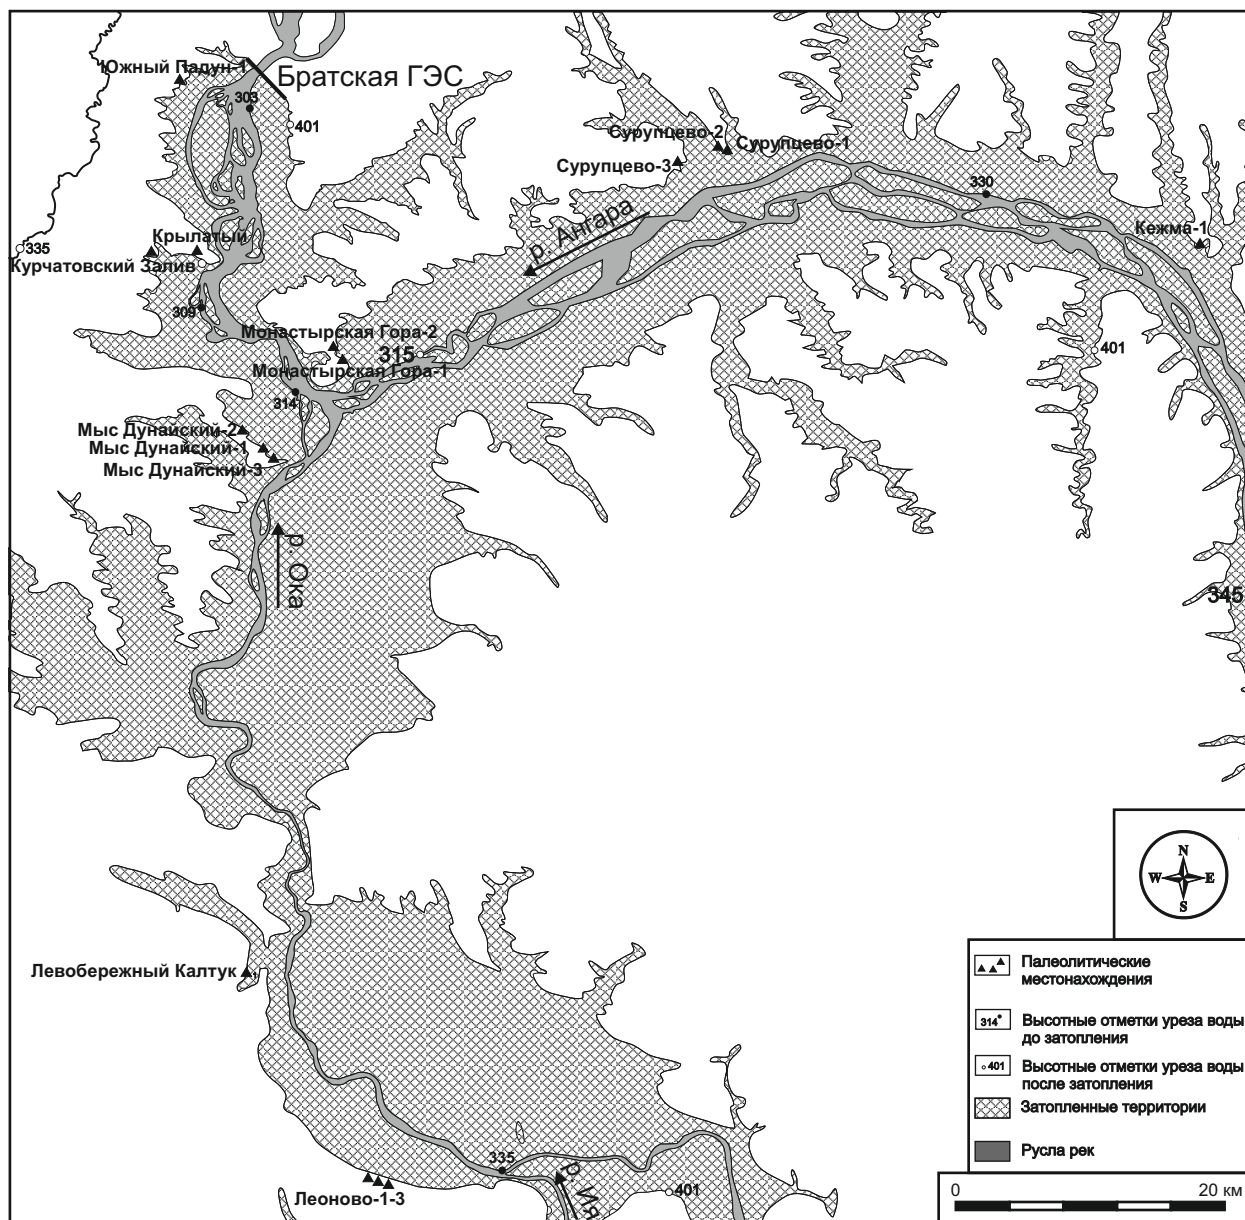 Южный Падун-1
Братская ГЭС
303
401
Сурупцево-2
Сурупцево-1
Сурупцево-3
330
р. Ангара
Кежма-1
335
Крылатый
Курчатовский Залив
309
Монастырская Гора-2
315
Монастырская Гора-1
401
314
Мыс Дунайский-2
Мыс Дунайский-1
Мыс Дунайский-3
р. Ока
345
N
W E
S
Левобережный Калтук
Палеолитические
местонахождения
314
Высотные отметки уреза воды
до затопления
401
Высотные отметки уреза воды
после затопления
Затопленные территории
Русла рек
335
р. Ия
401
Леоново-1-3
0 20 км